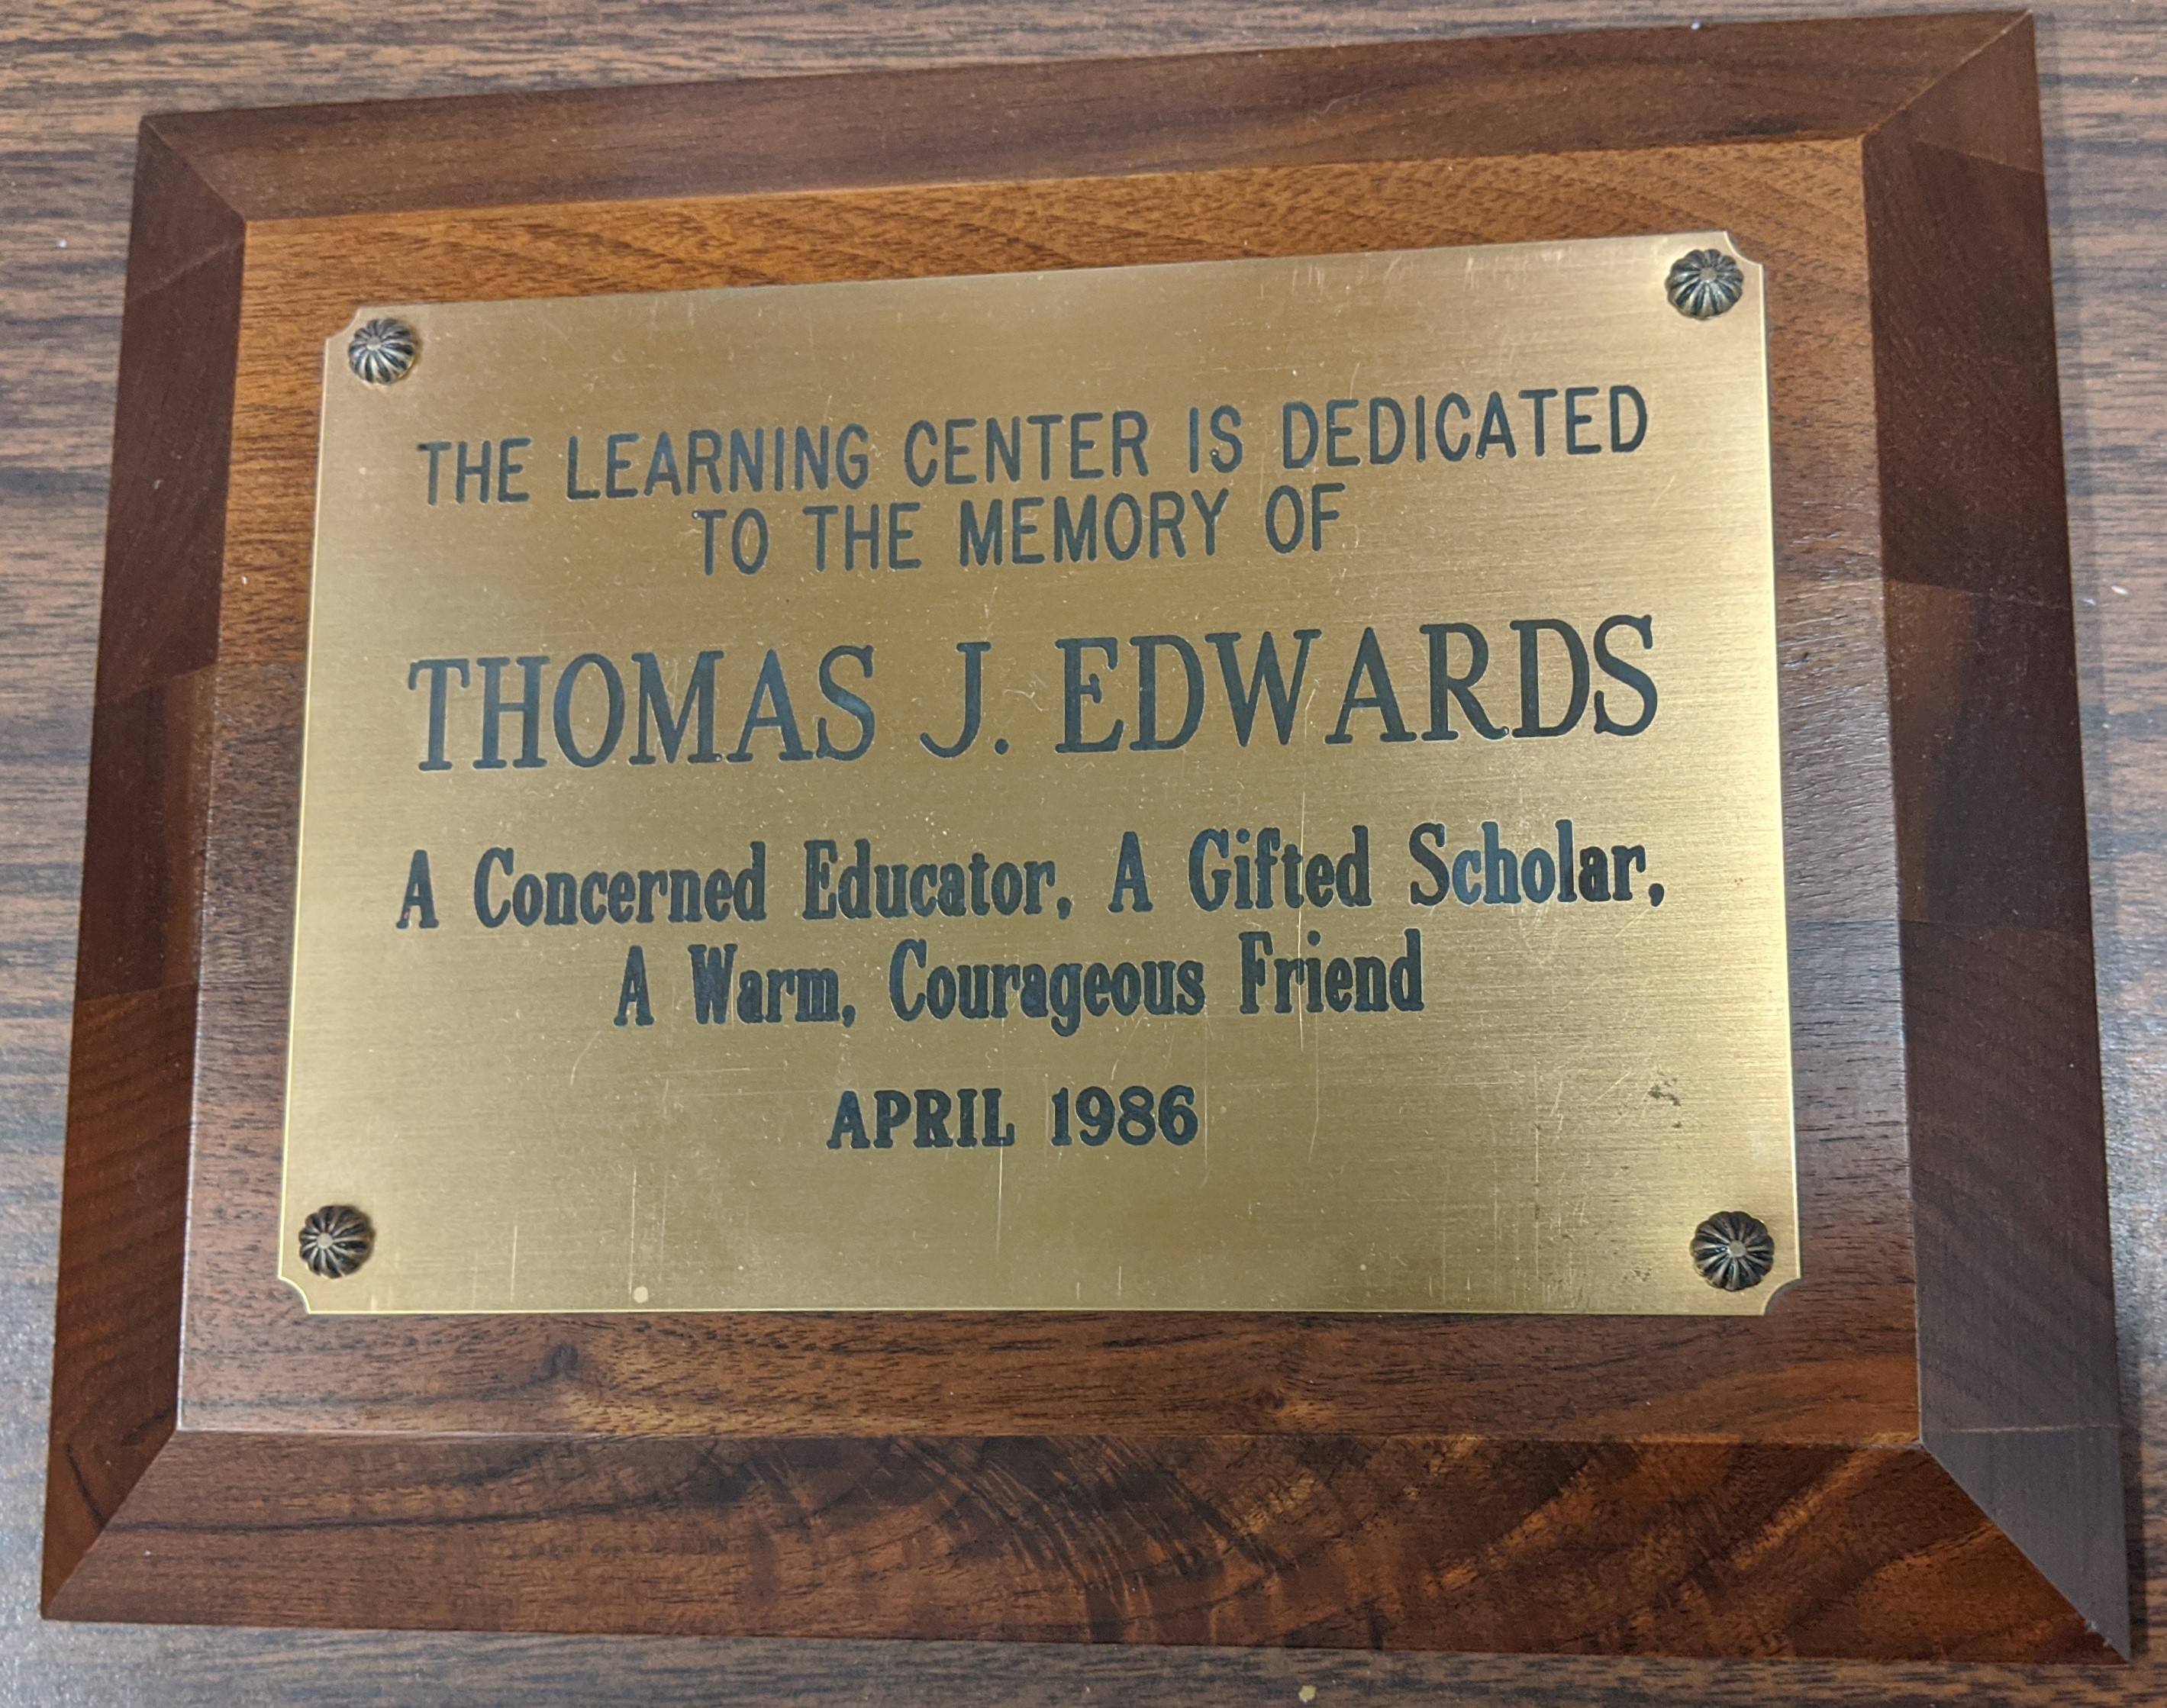 THE LEARNING CENTER IS DEDICATED
TO THE MEMORY OF
THOMAS J. EDWARDS
A Concerned Educator, A Gifted Scholar,
A Warm, Courageous Friend
APRIL 1986